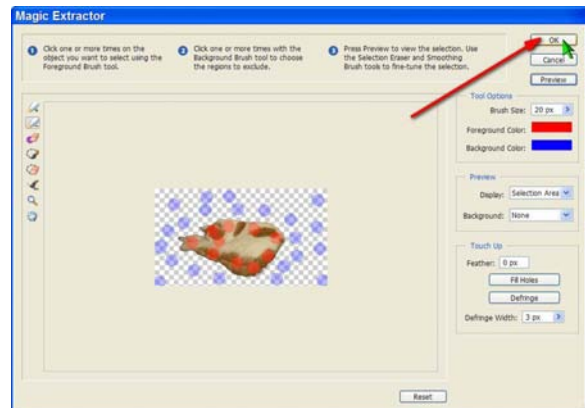 Magic Extractor
1 Click one or more times on the
object you want to select using the
Foreground Brush tool.
2 Click one or more times with the
Background Brush tool to choose
the regions to exclude.
3 Press Preview to view the selection. Use
the Selection Eraser and Smoothing
Brush tools to fine-tune the selection.
OK
Cancel
Preview
Tool Options
Brush Size: 20 px
Foreground Color:
Background Color:
Preview
Display: Selection Area
Background: None
Touch Up
Feather: 0 px
Fill Holes
Defringe
Defringe Width: 3 px
Reset